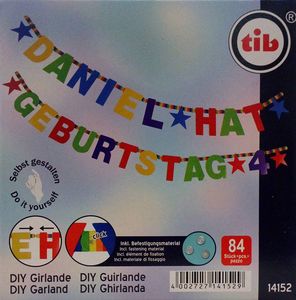 tib®
DANIEL★HAT
GEBURTSTAG★4★
Selbst gestalten
Do it yourself
EH
click
Inkl. Befestigungsmaterial
Incl. fastening material
Incl. élément de fixation
Incl. materiale di fissaggio
84
Stück • pcs.
pezzo
DIY Girlande DIY Guirlande
DIY Garland DIY Ghirlanda
4 002727 141529
14152